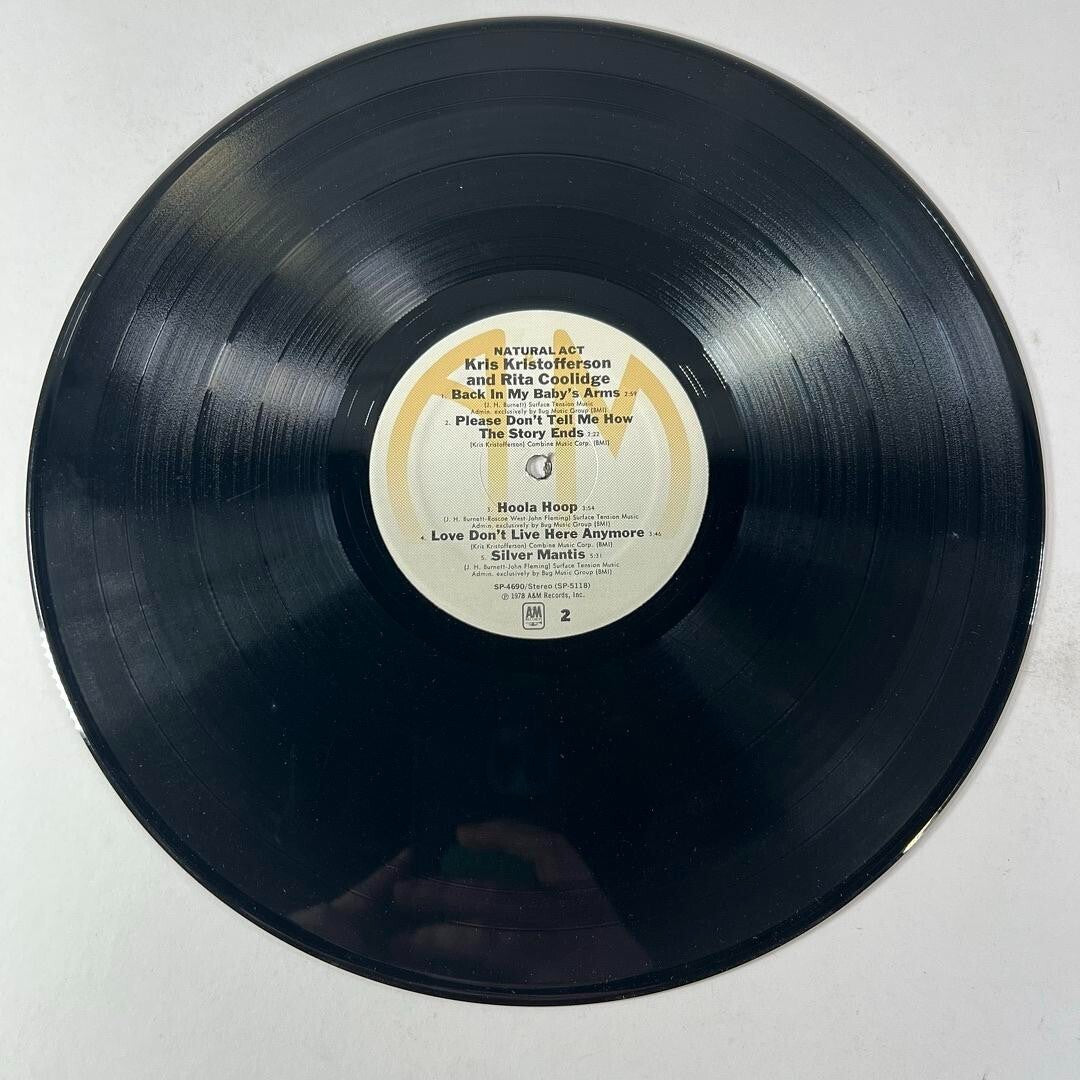 NATURAL ACT
Kris Kristofferson
and Rita Coolidge
1. Back In My Baby's Arms 2:59
(J. H. Burnett) Surface Tension Music
Admin. exclusively by Bug Music Group (BMI)
2. Please Don't Tell Me How
The Story Ends 3:22
(Kris Kristofferson) Combine Music Corp. (BMI)
3. Hoola Hoop 3:54
(J. H. Burnett-Roscoe West-John Fleming) Surface Tension Music
Admin. exclusively by Bug Music Group (BMI)
4. Love Don't Live Here Anymore 3:46
(Kris Kristofferson) Combine Music Corp. (BMI)
5. Silver Mantis 5:31
(J. H. Burnett-John Fleming) Surface Tension Music
Admin. exclusively by Bug Music Group (BMI)
SP-4690/Stereo (SP-5118)
℗ 1978 A&M Records, Inc.
AM 2